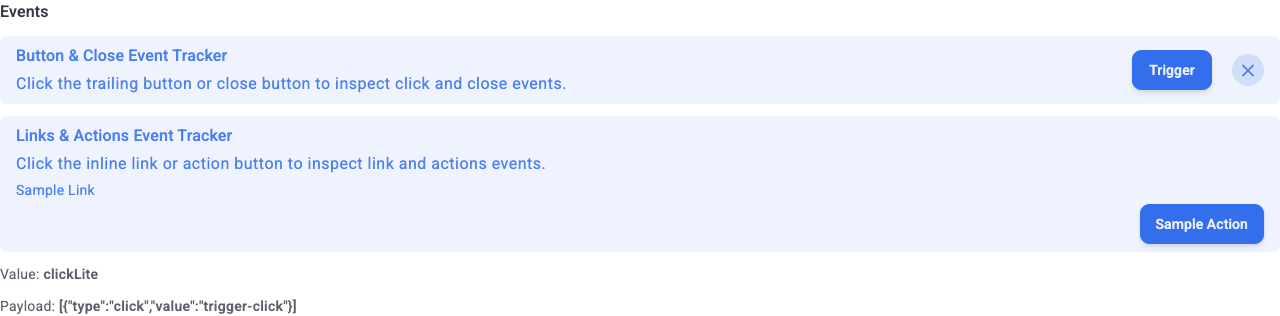 Events
Button & Close Event Tracker
Click the trailing button or close button to inspect click and close events.
Trigger
Links & Actions Event Tracker
Click the inline link or action button to inspect link and actions events.
Sample Link
Sample Action
Value: clickLite
Payload: [{"type":"click","value":"trigger-click"}]